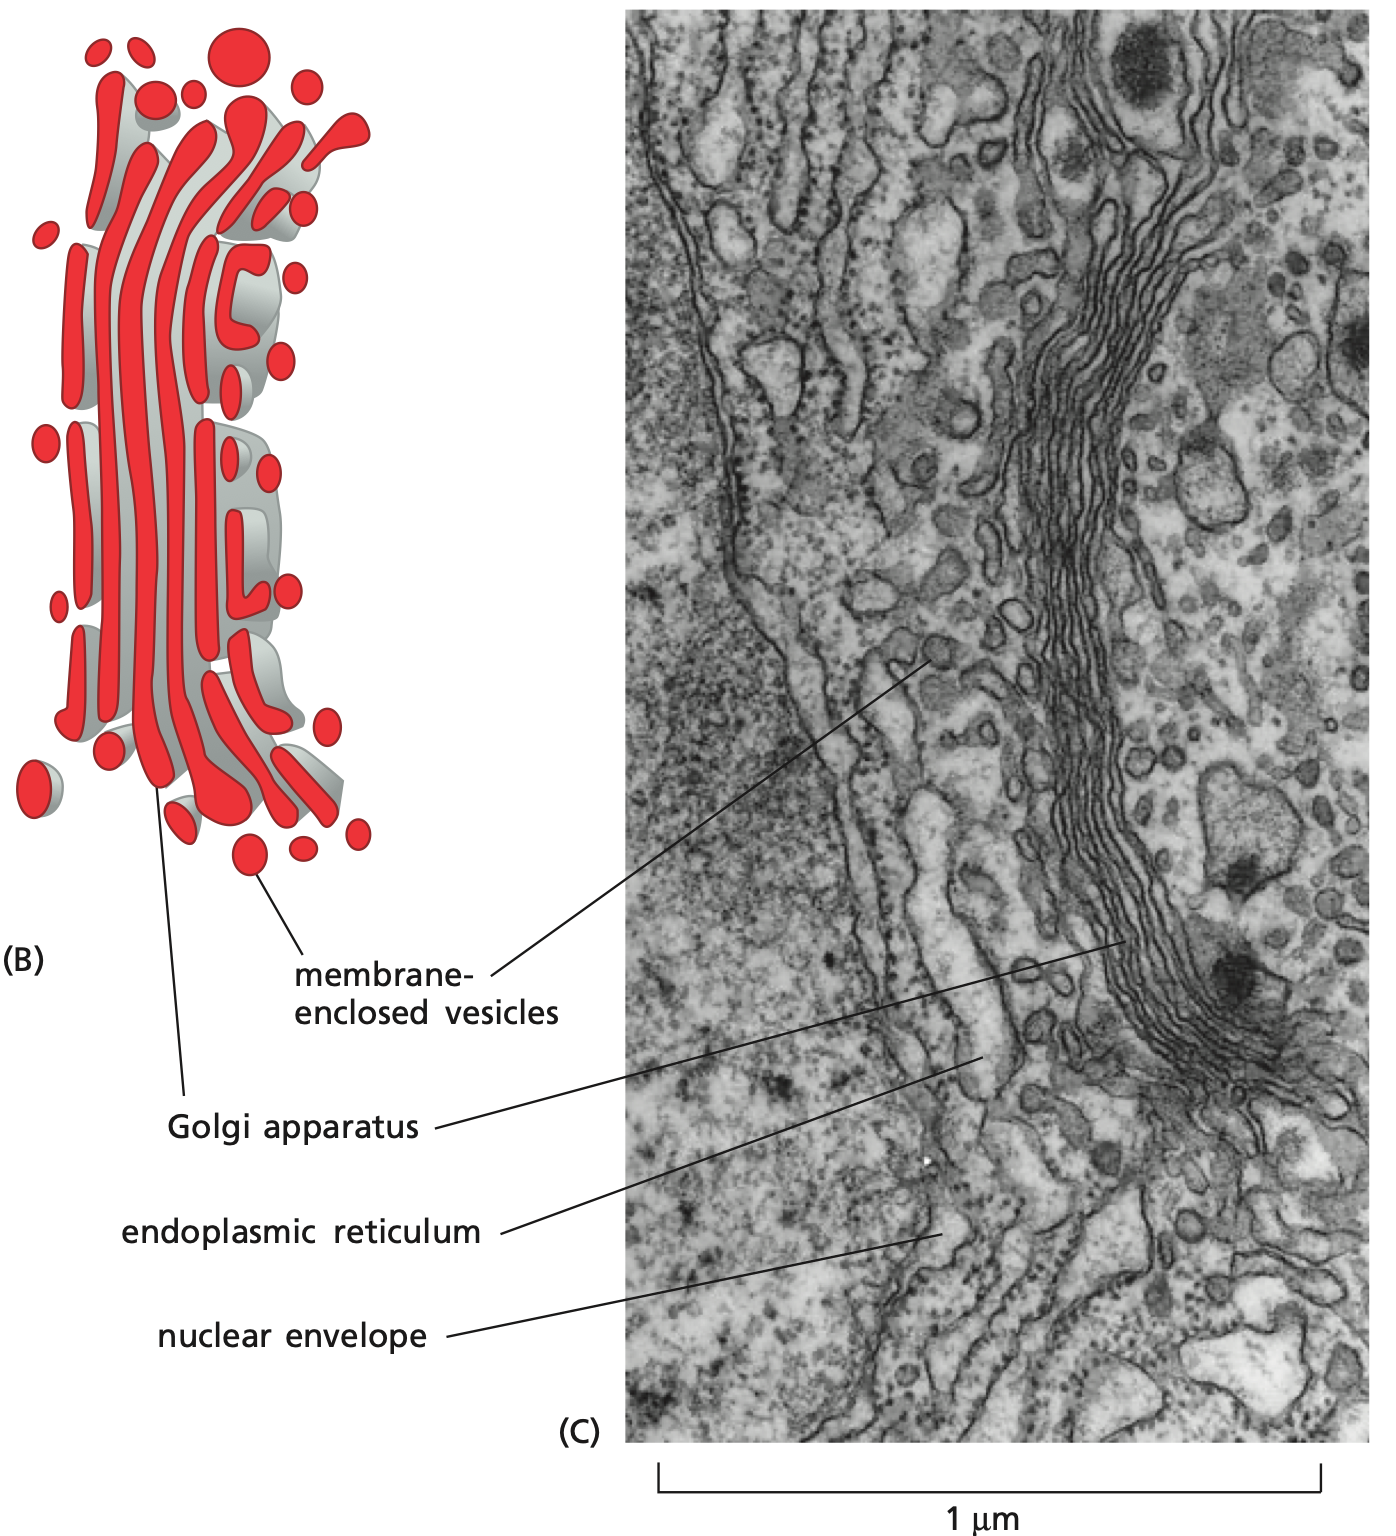 (B)
membrane-
enclosed vesicles
Golgi apparatus
endoplasmic reticulum
nuclear envelope
(C)
1 μm